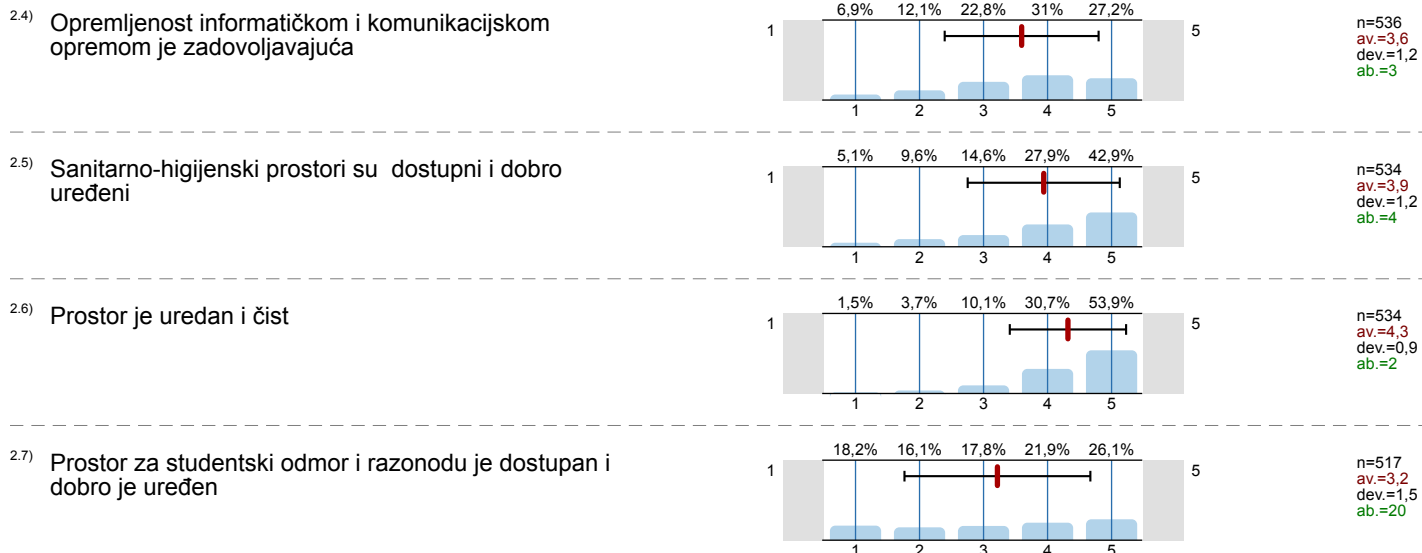 2.4) Opremljenost informatičkom i komunikacijskom
opremom je zadovoljavajuća
6,9% 12,1% 22,8% 31% 27,2%
1 5
1 2 3 4 5
n=536
av.=3,6
dev.=1,2
ab.=3
2.5) Sanitarno-higijenski prostori su  dostupni i dobro
uređeni
5,1% 9,6% 14,6% 27,9% 42,9%
1 5
1 2 3 4 5
n=534
av.=3,9
dev.=1,2
ab.=4
2.6) Prostor je uredan i čist
1,5% 3,7% 10,1% 30,7% 53,9%
1 5
1 2 3 4 5
n=534
av.=4,3
dev.=0,9
ab.=2
2.7) Prostor za studentski odmor i razonodu je dostupan i
dobro je uređen
18,2% 16,1% 17,8% 21,9% 26,1%
1 5
1 2 3 4 5
n=517
av.=3,2
dev.=1,5
ab.=20